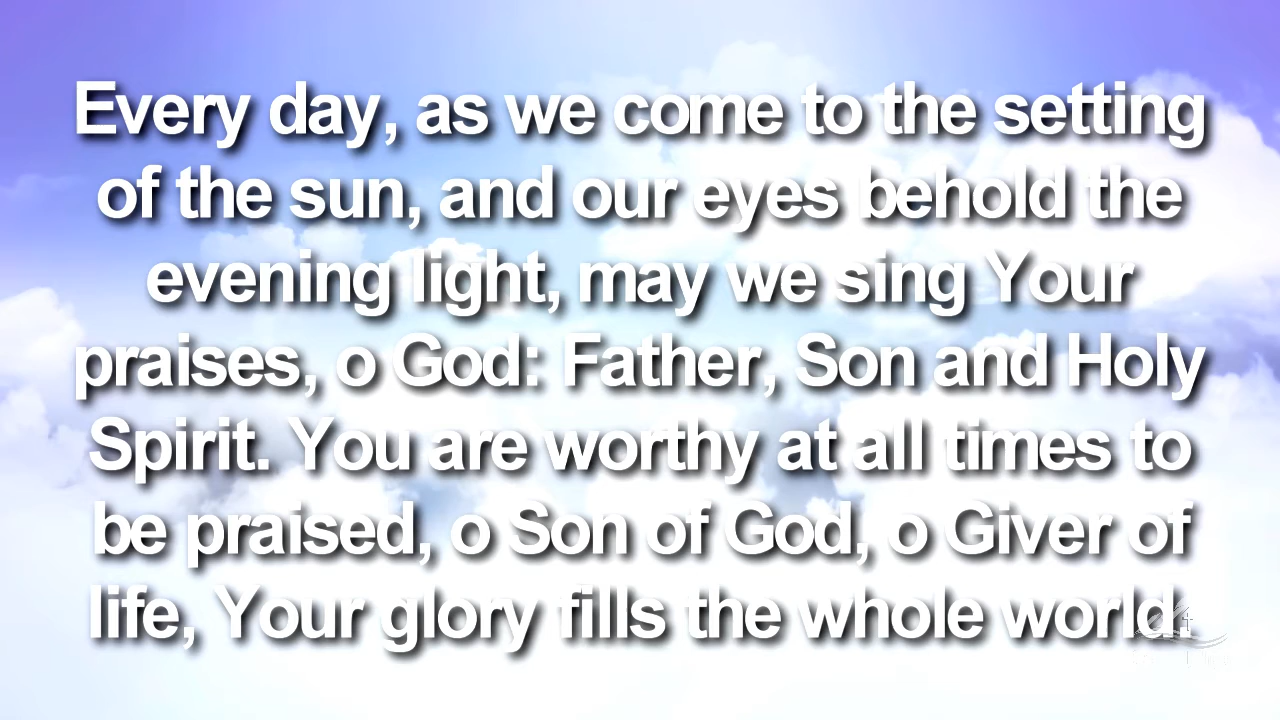 Every day, as we come to the setting
of the sun, and our eyes behold the
evening light, may we sing Your
praises, o God: Father, Son and Holy
Spirit. You are worthy at all times to
be praised, o Son of God, o Giver of
life, Your glory fills the whole world.